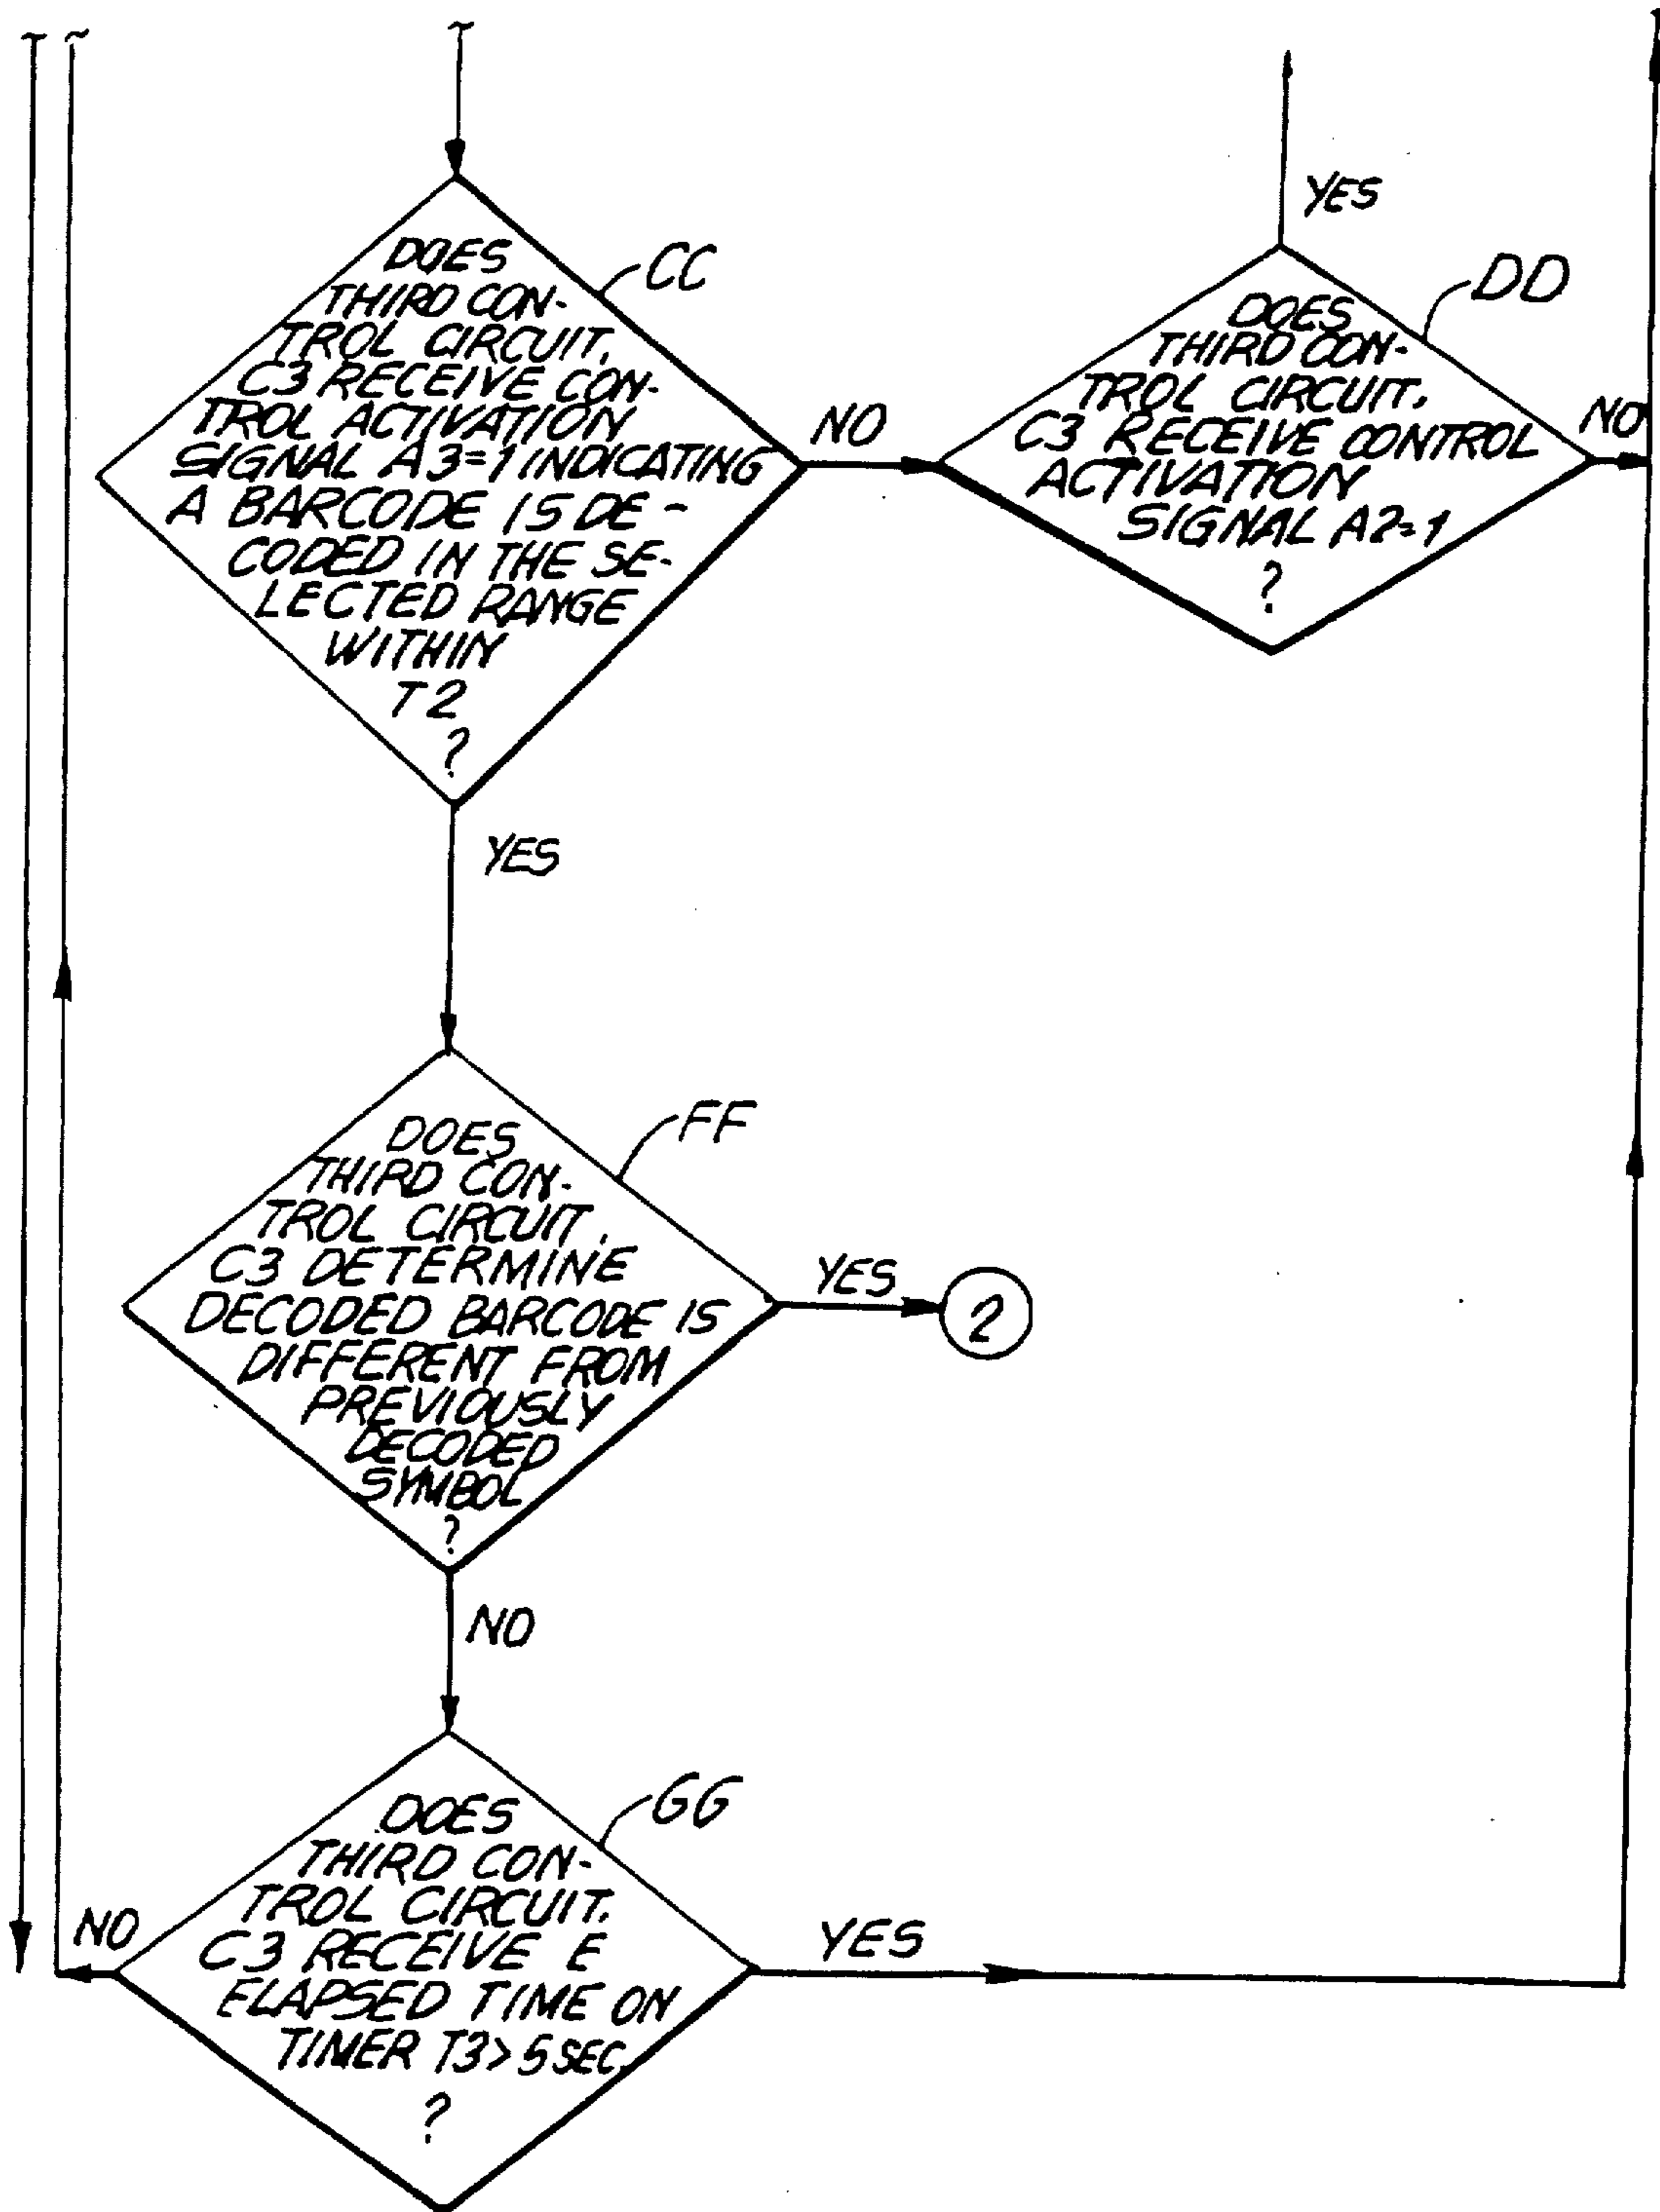 DOES
THIRD CON-
TROL CIRCUIT,
C3 RECEIVE CON-
TROL ACTIVATION
SIGNAL A3=1 INDICATING
A BARCODE IS DE-
CODED IN THE SE-
LECTED RANGE
WITHIN
T2
?
CC
NO
YES
DOES
THIRD CON-
TROL CIRCUIT.
C3 RECEIVE CONTROL
ACTIVATION
SIGNAL A2=1
?
DD
YES
NO
DOES
THIRD CON-
TROL CIRCUIT,
C3 DETERMINE
DECODED BARCODE IS
DIFFERENT FROM
PREVIOUSLY
DECODED
SYMBOL
?
FF
YES
2
NO
DOES
THIRD CON-
TROL CIRCUIT.
C3 RECEIVE E
ELAPSED TIME ON
TIMER T3>5 SEC.
?
GG
NO
YES